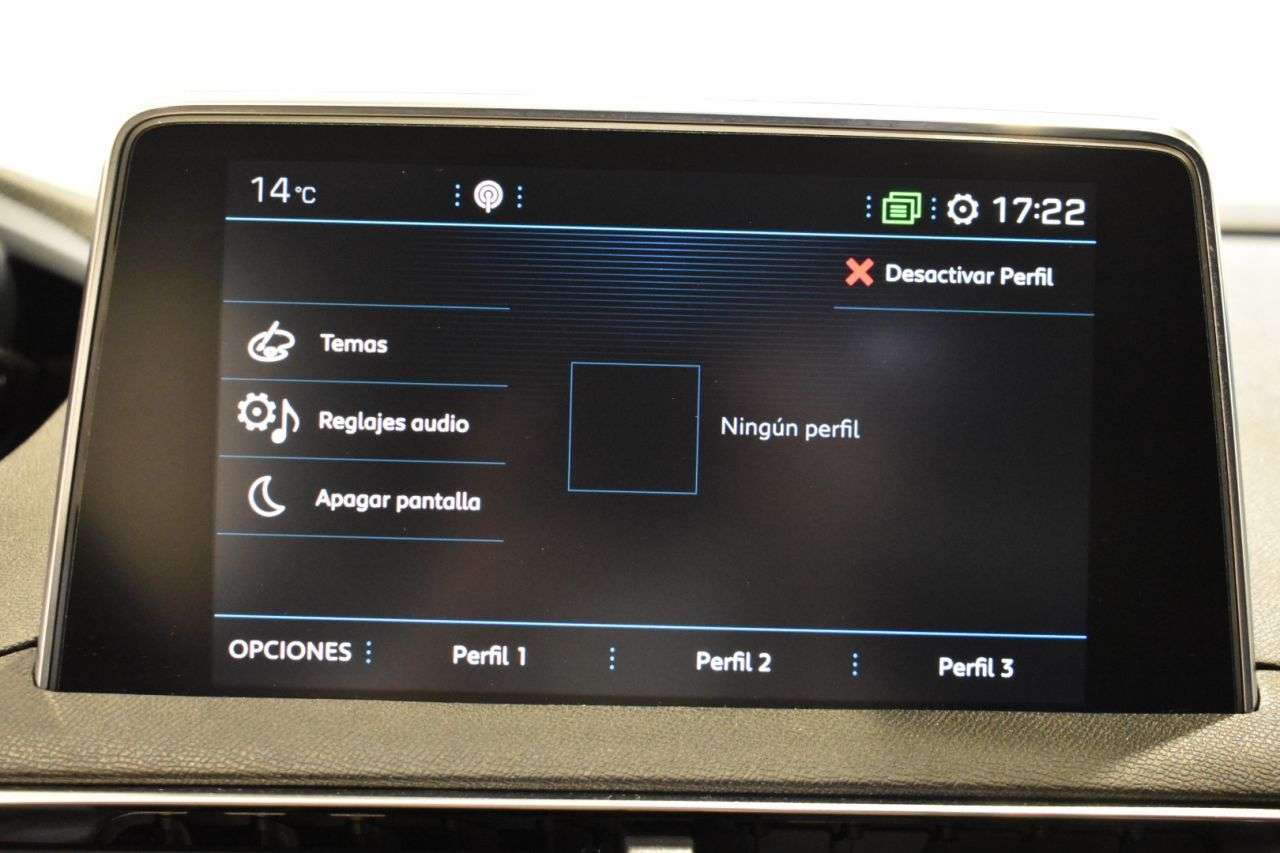 14 °C
17:22
Desactivar Perfil
Temas
Reglajes audio
Ningún perfil
Apagar pantalla
OPCIONES Perfil 1 Perfil 2 Perfil 3